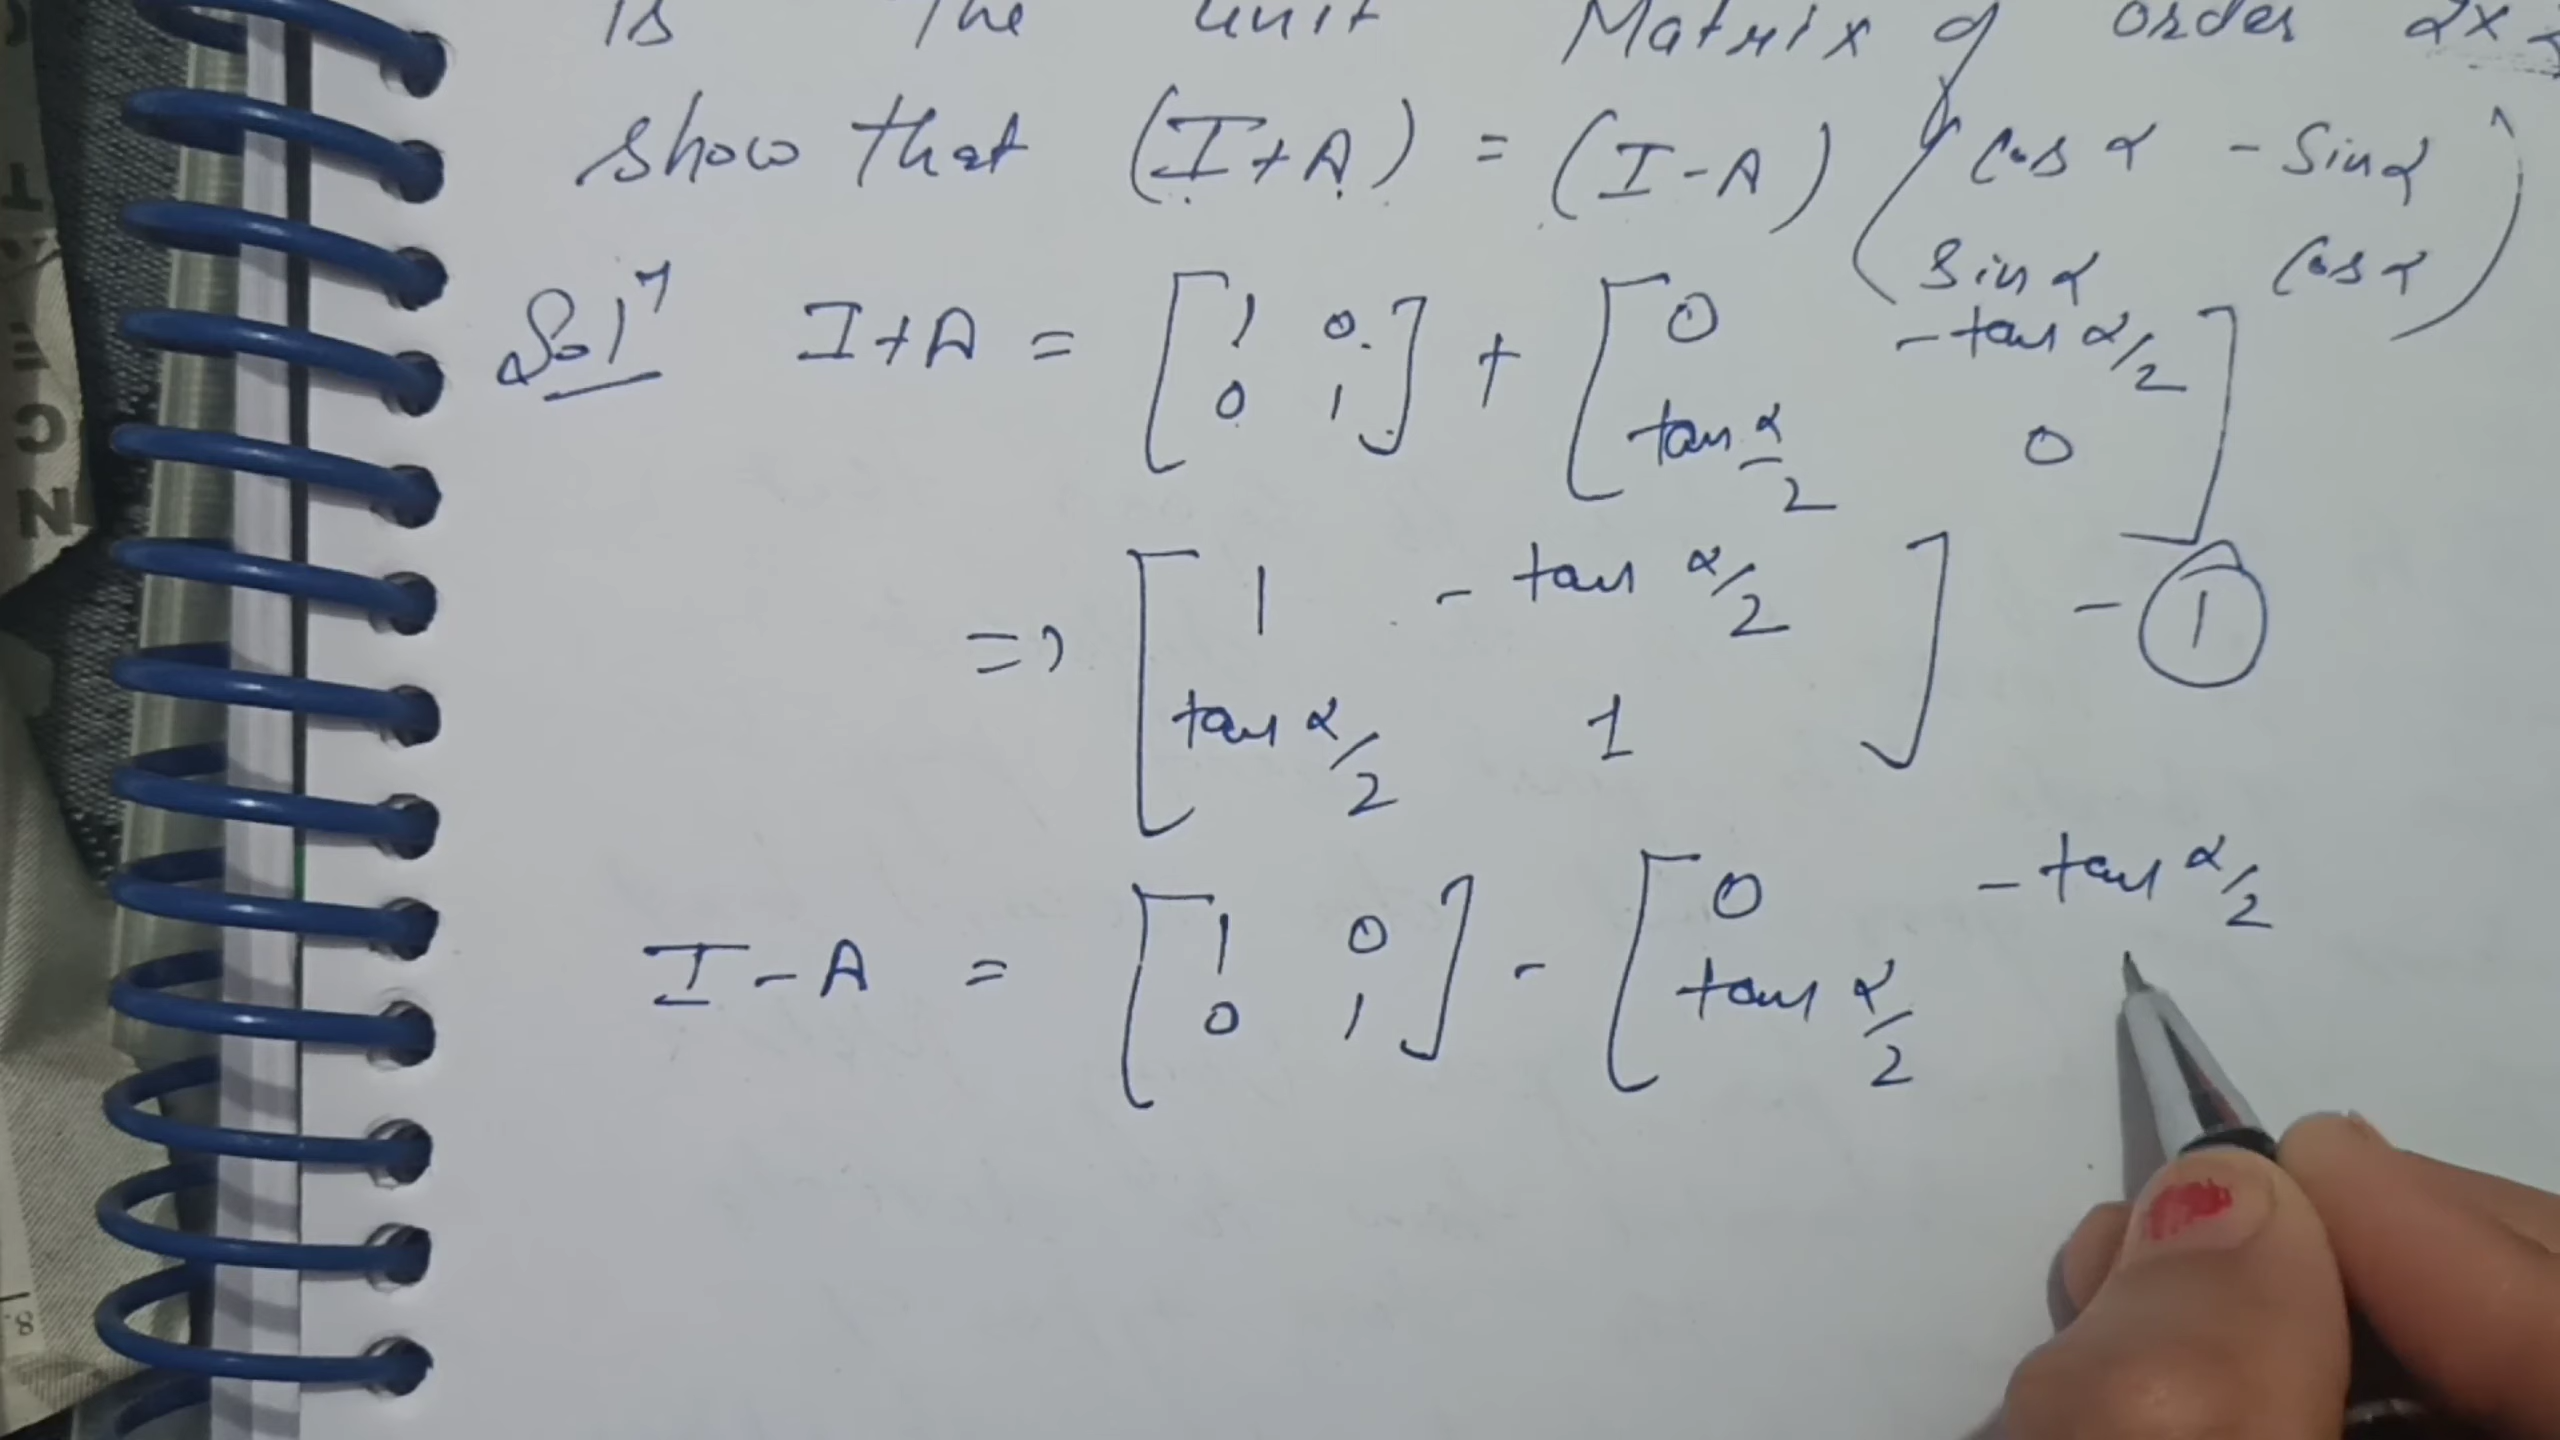 is the unit Matrix of order 2x
show that (I+A) = (I-A) ( cos α - sin α
sin α cos α )
Sol^n I+A = [ 1 0 + [ 0 - tan α/2
0 1 ] tan α/2 0 ]
=> [ 1 - tan α/2 ] - ①
tan α/2 1
I-A = [ 1 0 ] - [ 0 - tan α/2
0 1 tan α/2
N C E
8